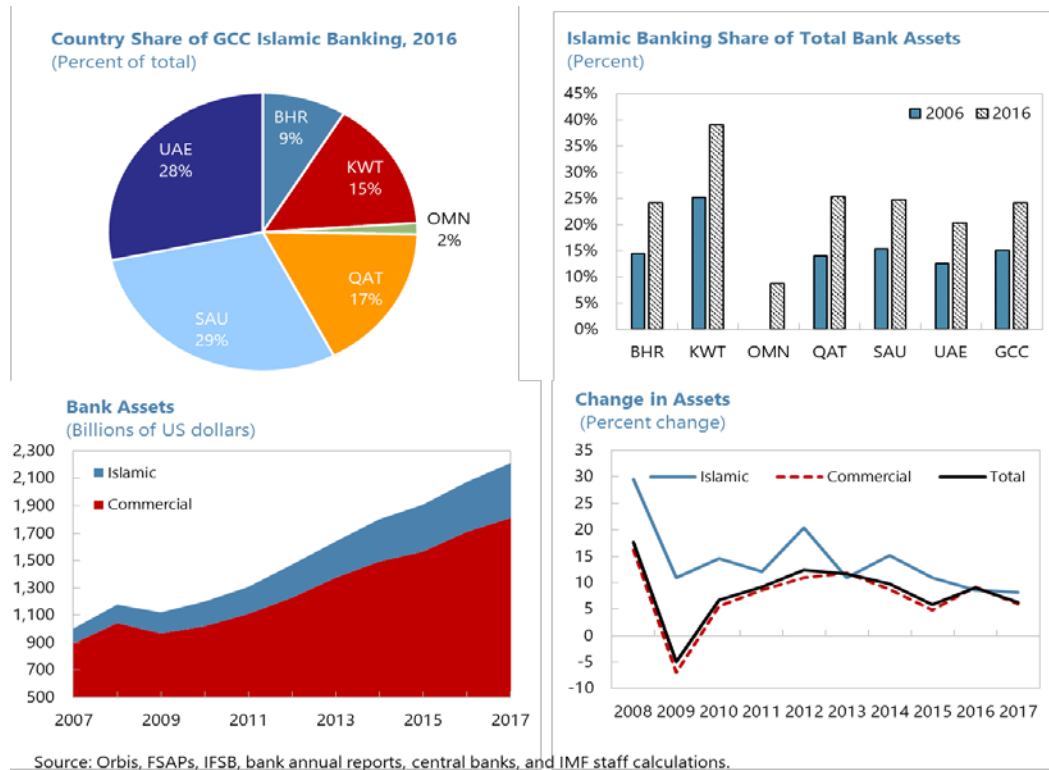 Country Share of GCC Islamic Banking, 2016
(Percent of total)
BHR
9%
KWT
15%
OMN
2%
QAT
17%
SAU
29%
UAE
28%
Islamic Banking Share of Total Bank Assets
(Percent)
45%
40%
35%
30%
25%
20%
15%
10%
5%
0%
2006 2016
BHR KWT OMN QAT SAU UAE GCC
Bank Assets
(Billions of US dollars)
2,300
2,100
1,900
1,700
1,500
1,300
1,100
900
700
500
Islamic
Commercial
2007 2009 2011 2013 2015 2017
Change in Assets
(Percent change)
35
30
25
20
15
10
5
0
-5
-10
Islamic Commercial Total
2008 2009 2010 2011 2012 2013 2014 2015 2016 2017
Source: Orbis, FSAPs, IFSB, bank annual reports, central banks, and IMF staff calculations.